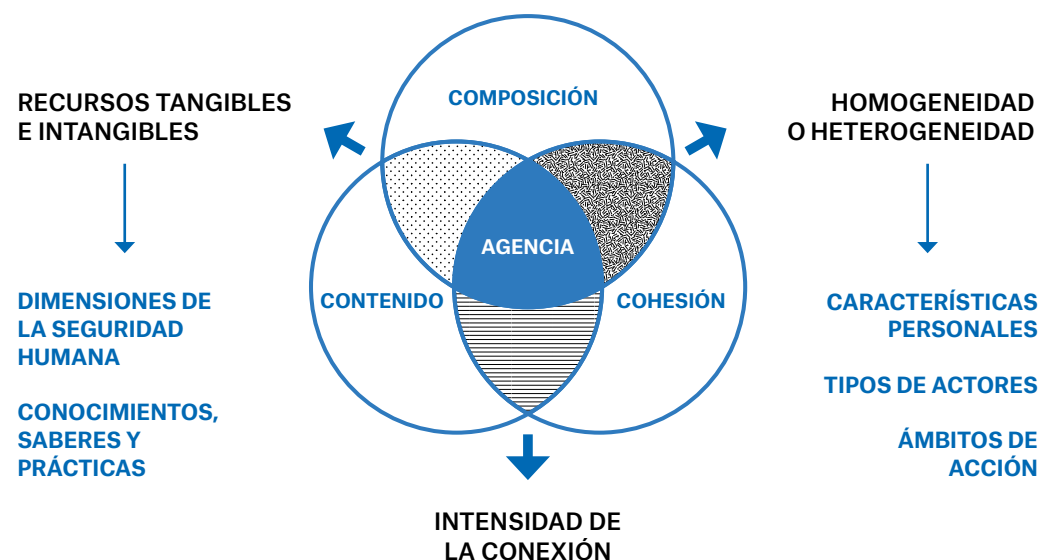 COMPOSICIÓN
RECURSOS TANGIBLES
E INTANGIBLES
HOMOGENEIDAD
O HETEROGENEIDAD
AGENCIA
CONTENIDO
COHESIÓN
DIMENSIONES DE
LA SEGURIDAD
HUMANA
CONOCIMIENTOS,
SABERES Y
PRÁCTICAS
CARACTERÍSTICAS
PERSONALES
TIPOS DE ACTORES
ÁMBITOS DE
ACCIÓN
INTENSIDAD DE
LA CONEXIÓN